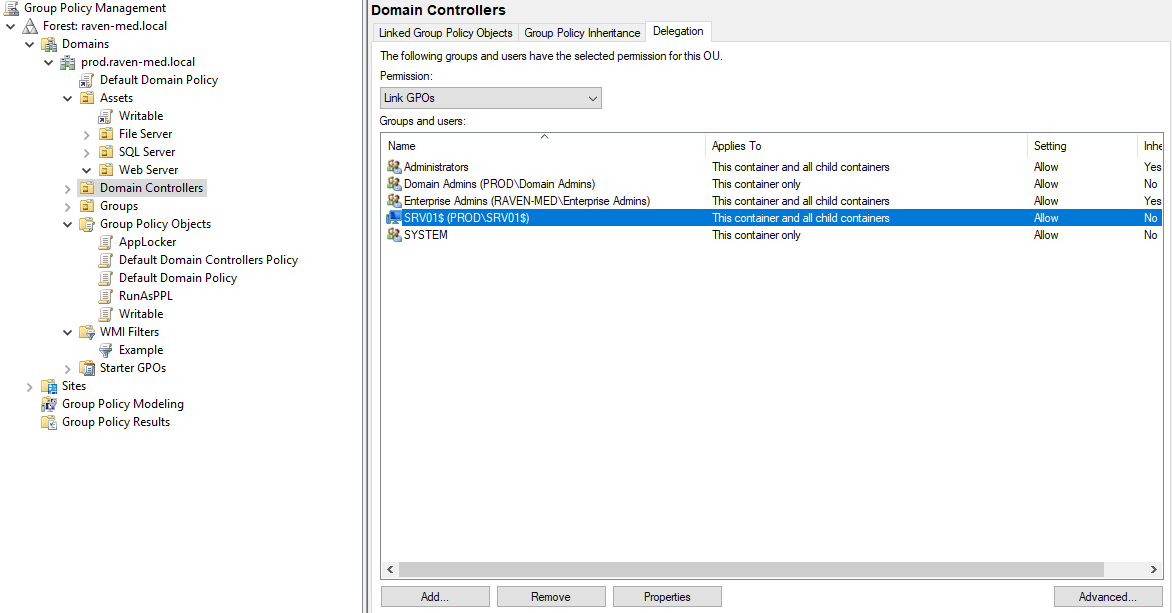 Group Policy Management
Forest: raven-med.local
Domains
prod.raven-med.local
Default Domain Policy
Assets
Writable
File Server
SQL Server
Web Server
Domain Controllers
Groups
Group Policy Objects
AppLocker
Default Domain Controllers Policy
Default Domain Policy
RunAsPPL
Writable
WMI Filters
Example
Starter GPOs
Sites
Group Policy Modeling
Group Policy Results
Domain Controllers
Linked Group Policy Objects Group Policy Inheritance Delegation
The following groups and users have the selected permission for this OU.
Permission:
Link GPOs
Groups and users:
Name Applies To Setting Inhe
Administrators This container and all child containers Allow Yes
Domain Admins (PROD\Domain Admins) This container only Allow No
Enterprise Admins (RAVEN-MED\Enterprise Admins) This container and all child containers Allow Yes
SRV01$ (PROD\SRV01$) This container and all child containers Allow No
SYSTEM This container only Allow No
Add... Remove Properties Advanced...